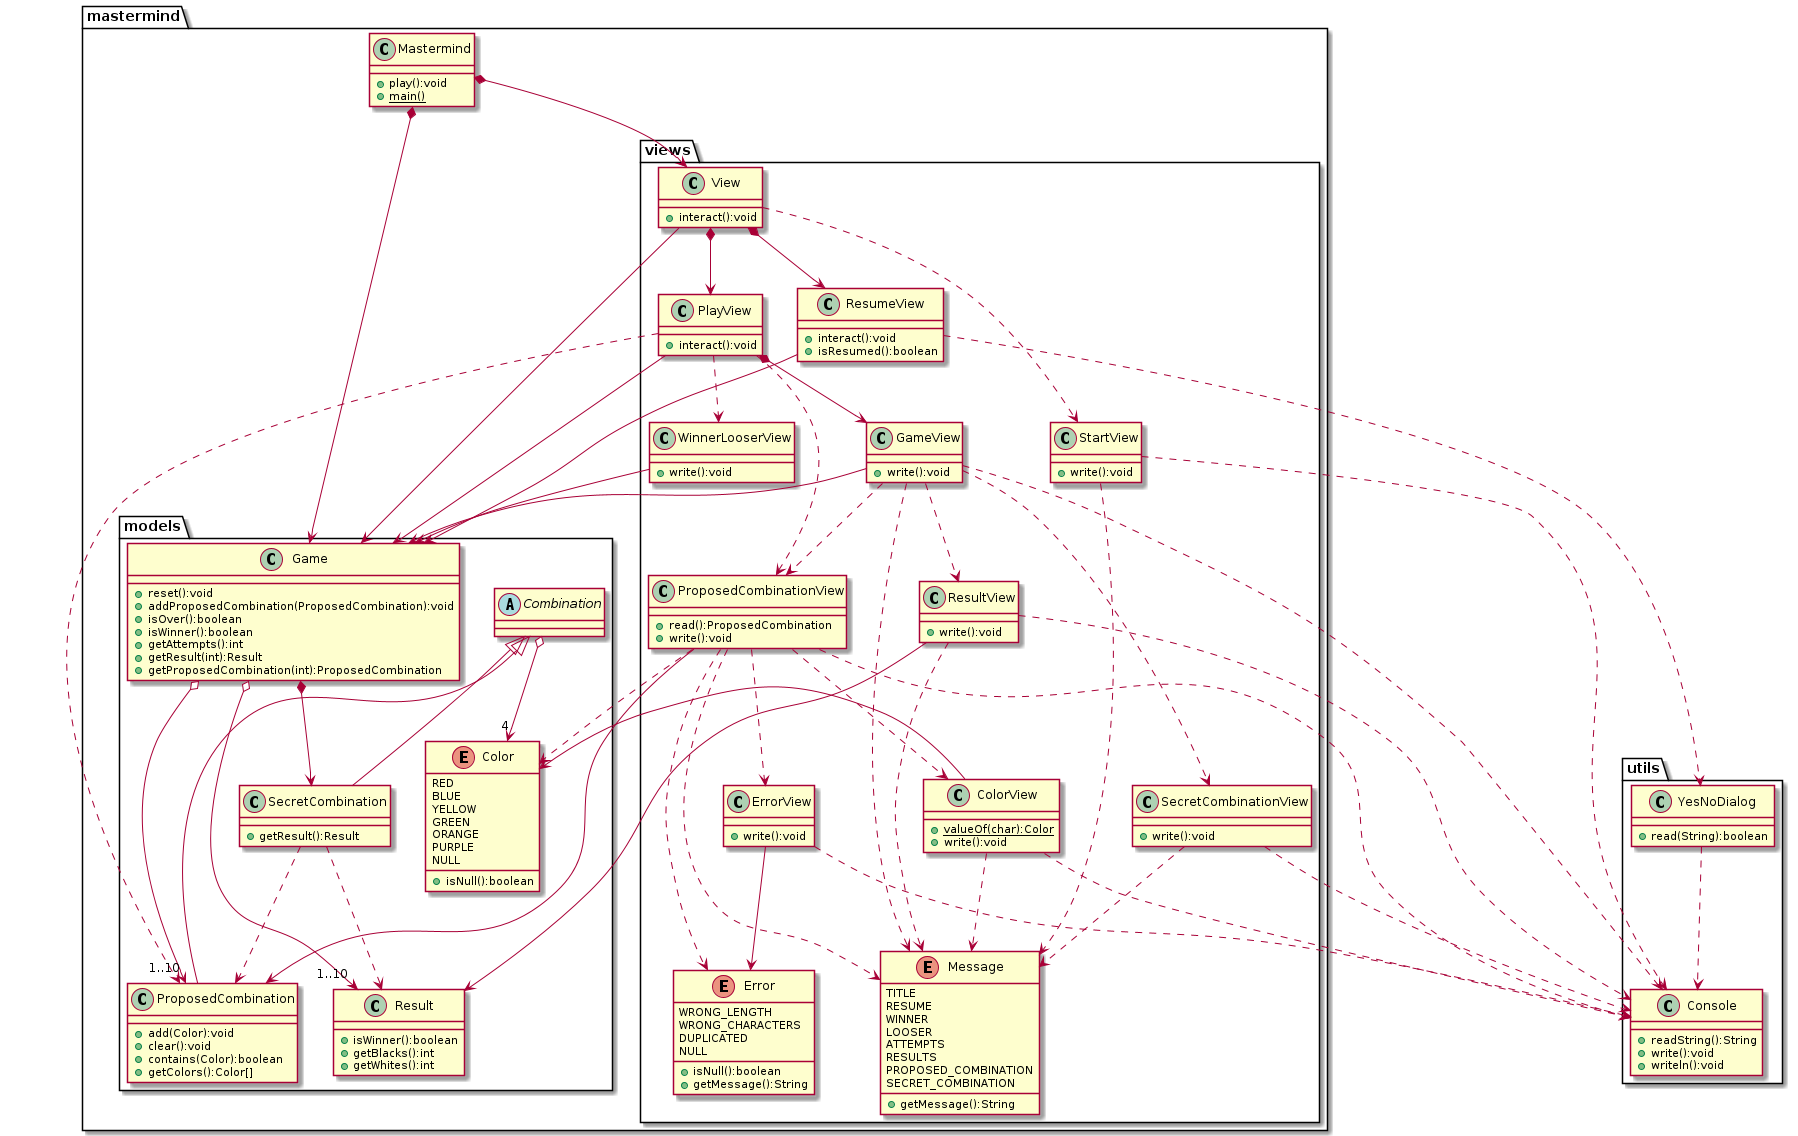 mastermind
C Mastermind
play():void
main()
views
C View
interact():void
C PlayView
interact():void
C ResumeView
interact():void
isResumed():boolean
C WinnerLooserView
write():void
C GameView
write():void
C StartView
write():void
models
C Game
reset():void
addProposedCombination(ProposedCombination):void
isOver():boolean
isWinner():boolean
getAttempts():int
getResult(int):Result
getProposedCombination(int):ProposedCombination
A Combination
C ProposedCombinationView
read():ProposedCombination
write():void
C ResultView
write():void
4
E Color
RED
BLUE
YELLOW
GREEN
ORANGE
PURPLE
NULL
isNull():boolean
C SecretCombination
getResult():Result
C ErrorView
write():void
C ColorView
valueOf(char):Color
write():void
C SecretCombinationView
write():void
utils
C YesNoDialog
read(String):boolean
1..10
1..10
C ProposedCombination
add(Color):void
clear():void
contains(Color):boolean
getColors():Color[]
C Result
isWinner():boolean
getBlacks():int
getWhites():int
E Error
WRONG_LENGTH
WRONG_CHARACTERS
DUPLICATED
NULL
isNull():boolean
getMessage():String
E Message
TITLE
RESUME
WINNER
LOOSER
ATTEMPTS
RESULTS
PROPOSED_COMBINATION
SECRET_COMBINATION
getMessage():String
C Console
readString():String
write():void
writeln():void